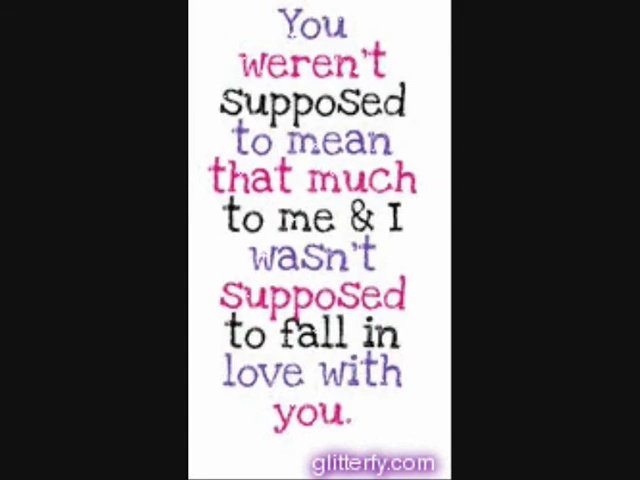 You
weren't
supposed
to mean
that much
to me & I
wasn't
supposed
to fall in
love with
you.
glitterfy.com